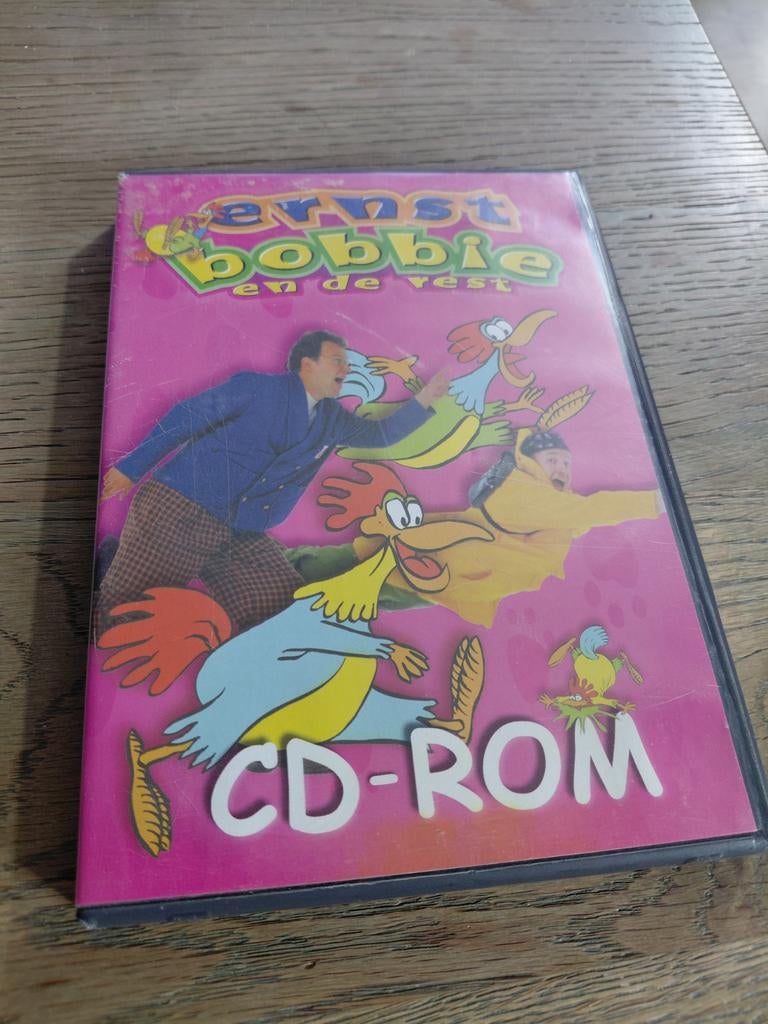 ernst
bobbie
en de rest
CD-ROM